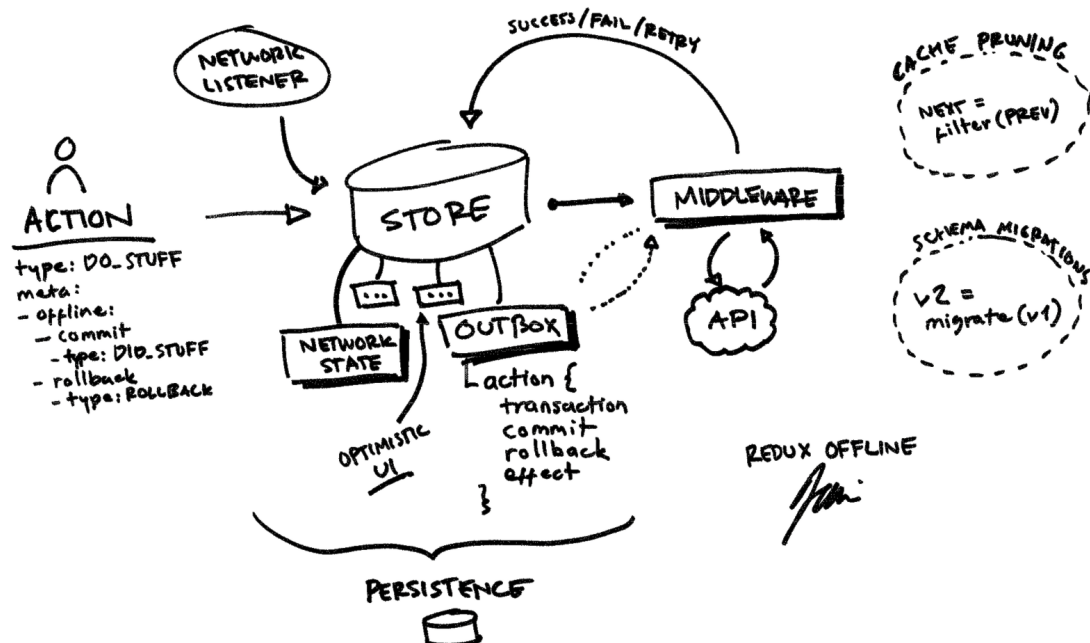 SUCCESS/FAIL/RETRY
NETWORK
LISTENER
CACHE PRUNING
NEXT =
filter(PREV)
ACTION
type: DO_STUFF
meta:
- offline:
- commit
- type: DID_STUFF
- rollback
- type: ROLLBACK
STORE
MIDDLEWARE
...
...
NETWORK
STATE
OUTBOX
action {
transaction
commit
rollback
effect
}
OPTIMISTIC
UI
API
SCHEMA MIGRATIONS
v2 =
migrate(v1)
REDUX OFFLINE
PERSISTENCE